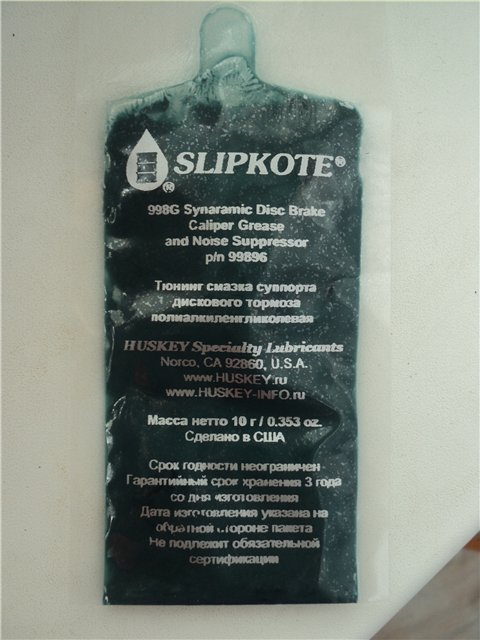 SLIPKOTE®
®
998G Synaramic Disc Brake
Caliper Grease
and Noise Suppressor
p/n 99896
Тюнинг смазка суппорта
дискового тормоза
полиалкиленгликолевая
HUSKEY Specialty Lubricants
Norco, CA 92860, U.S.A.
www.HUSKEY.ru
www.HUSKEY-INFO.ru
Масса нетто 10 г / 0.353 oz.
Сделано в США
Срок годности неограничен
Гарантийный срок хранения 3 года
со дня изготовления
Дата изготовления указана на
обратной стороне пакета
Не подлежит обязательной
сертификации